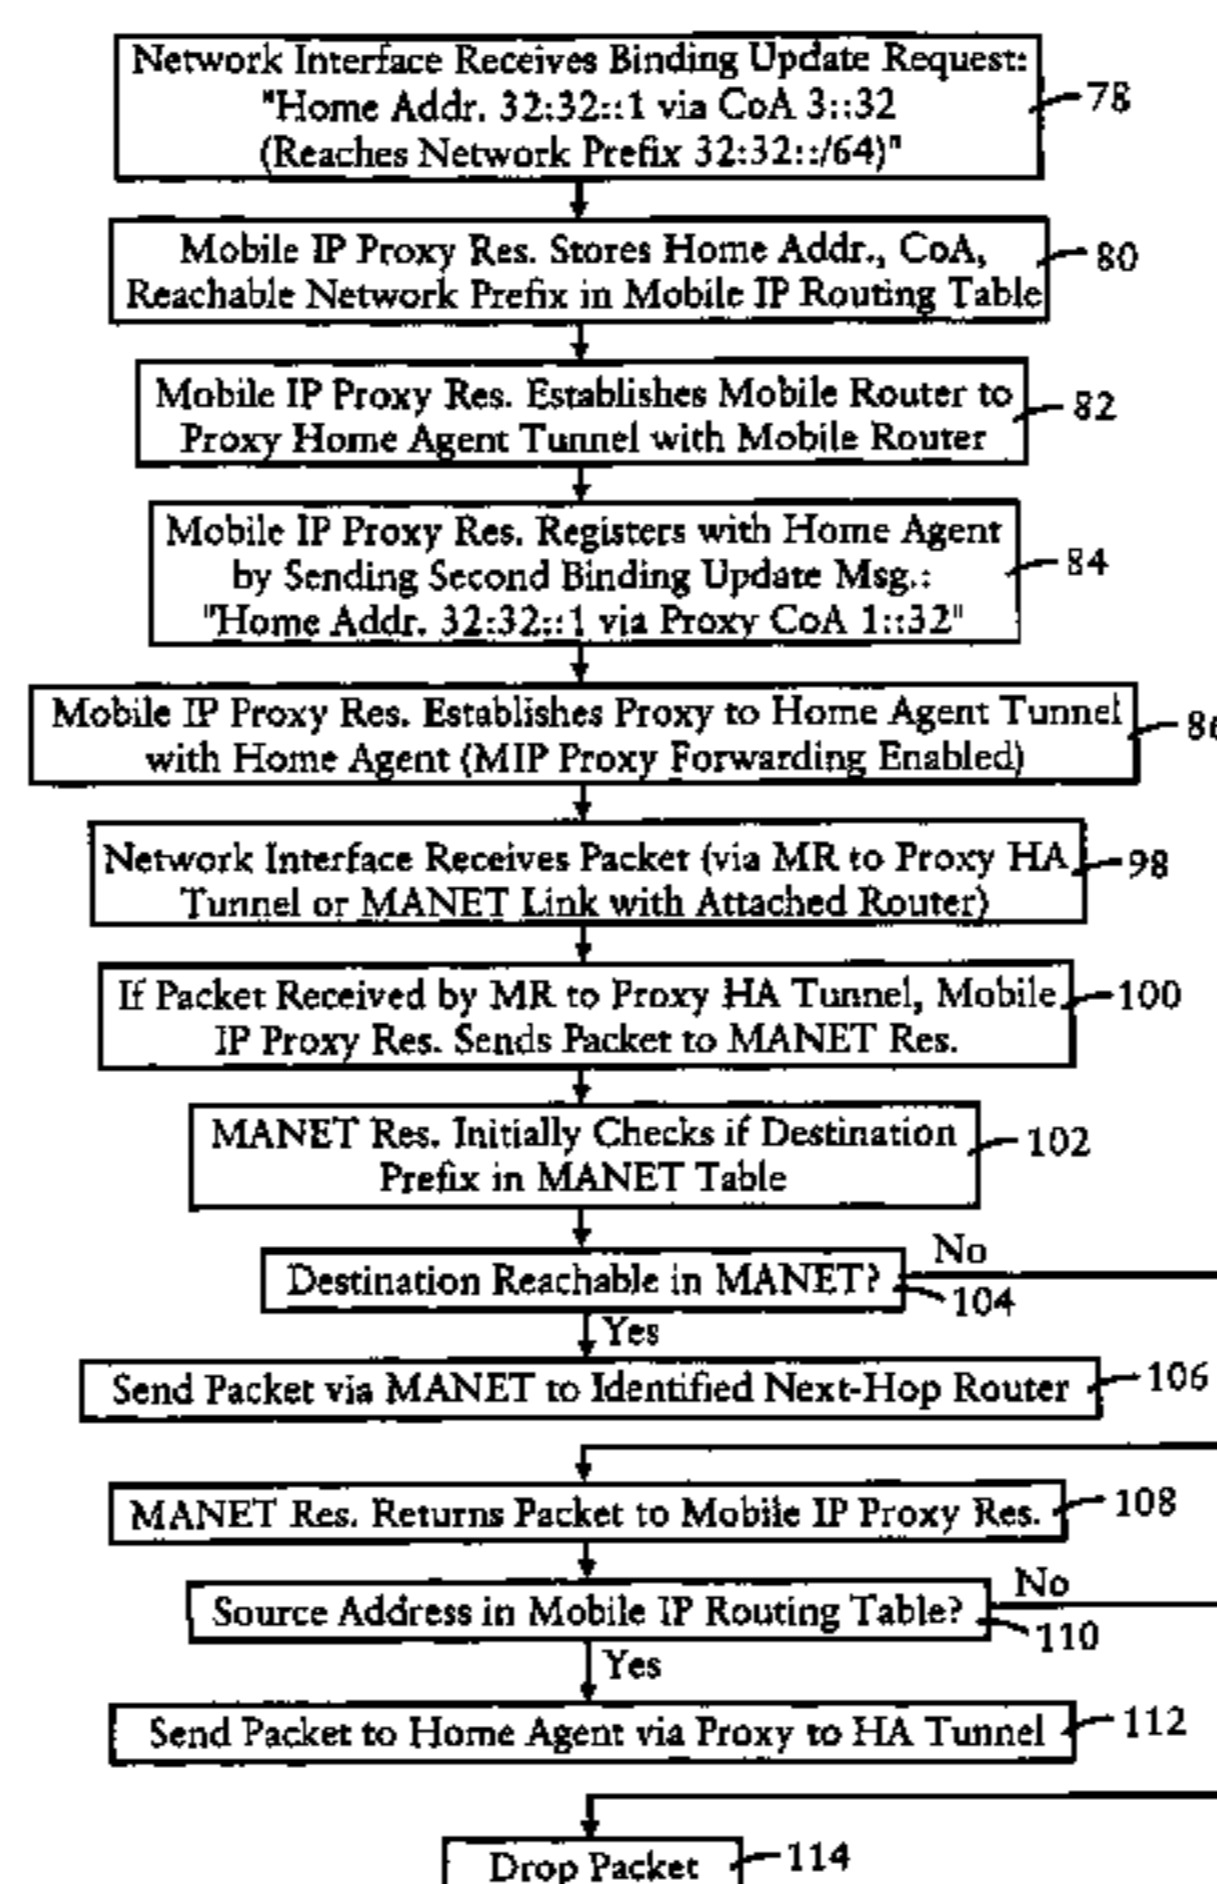 Network Interface Receives Binding Update Request:
"Home Addr. 32:32::1 via CoA 3::32
(Reaches Network Prefix 32:32::/64)"
78
Mobile IP Proxy Res. Stores Home Addr., CoA,
Reachable Network Prefix in Mobile IP Routing Table
80
Mobile IP Proxy Res. Establishes Mobile Router to
Proxy Home Agent Tunnel with Mobile Router
82
Mobile IP Proxy Res. Registers with Home Agent
by Sending Second Binding Update Msg.:
"Home Addr. 32:32::1 via Proxy CoA 1::32"
84
Mobile IP Proxy Res. Establishes Proxy to Home Agent Tunnel
with Home Agent (MIP Proxy Forwarding Enabled)
86
Network Interface Receives Packet (via MR to Proxy HA
Tunnel or MANET Link with Attached Router)
98
If Packet Received by MR to Proxy HA Tunnel, Mobile
IP Proxy Res. Sends Packet to MANET Res.
100
MANET Res. Initially Checks if Destination
Prefix in MANET Table
102
Destination Reachable in MANET?
No
104
Yes
Send Packet via MANET to Identified Next-Hop Router
106
MANET Res. Returns Packet to Mobile IP Proxy Res.
108
Source Address in Mobile IP Routing Table?
No
110
Yes
Send Packet to Home Agent via Proxy to HA Tunnel
112
Drop Packet
114